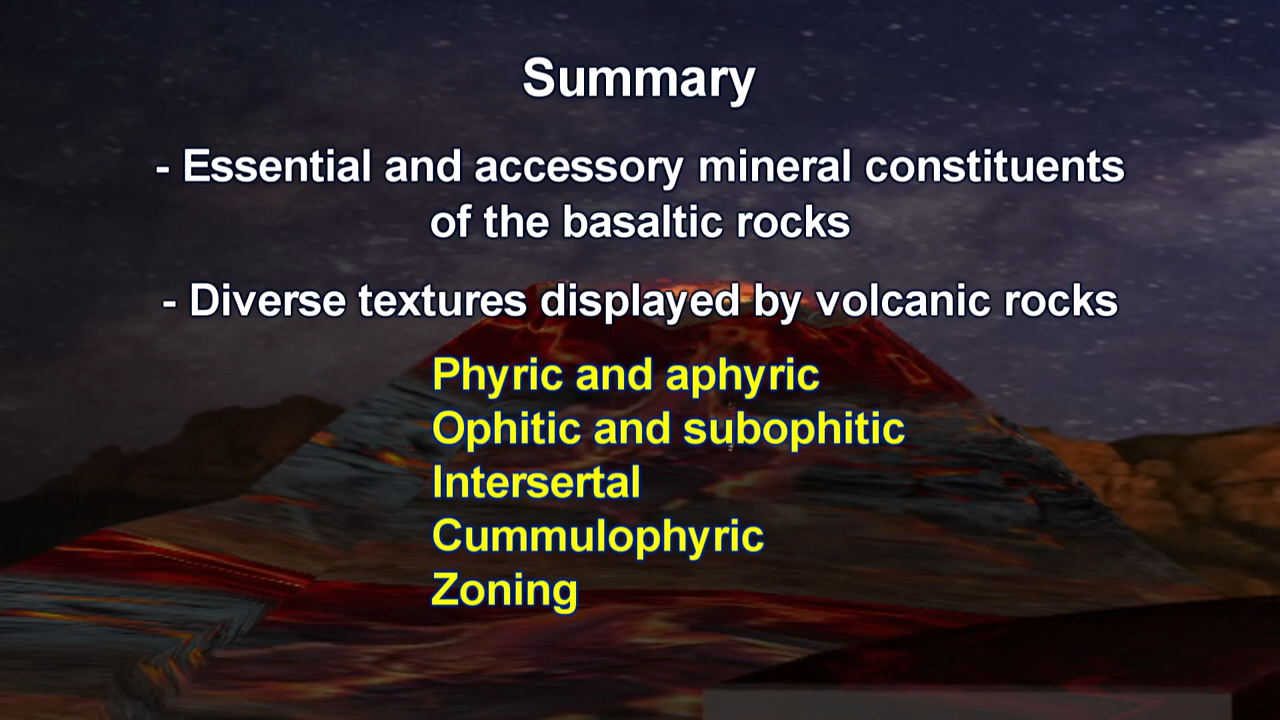 Summary
- Essential and accessory mineral constituents
of the basaltic rocks
- Diverse textures displayed by volcanic rocks
Phyric and aphyric
Ophitic and subophitic
Intersertal
Cummulophyric
Zoning